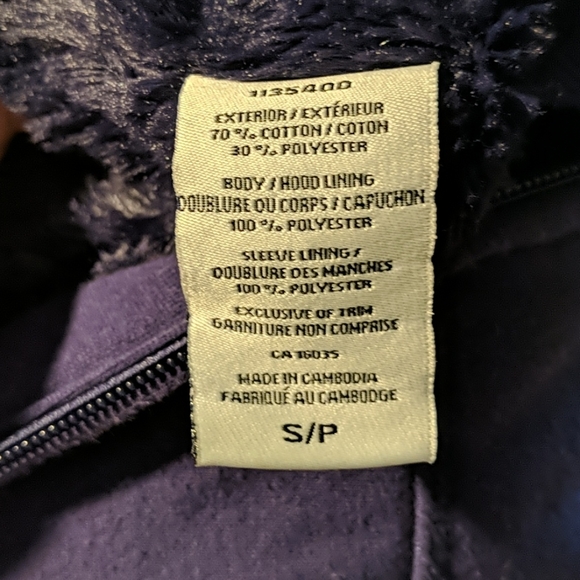 1135400
EXTERIOR / EXTÉRIEUR
70 % COTTON / COTON
30 % POLYESTER
BODY / HOOD LINING
DOUBLURE OU CORPS / CAPUCHON
100 % POLYESTER
SLEEVE LINING /
DOUBLURE DES MANCHES
100 % POLYESTER
EXCLUSIVE OF TRIM
GARNITURE NON COMPRISE
CA 16035
MADE IN CAMBODIA
FABRIQUÉ AU CAMBODGE
S/P